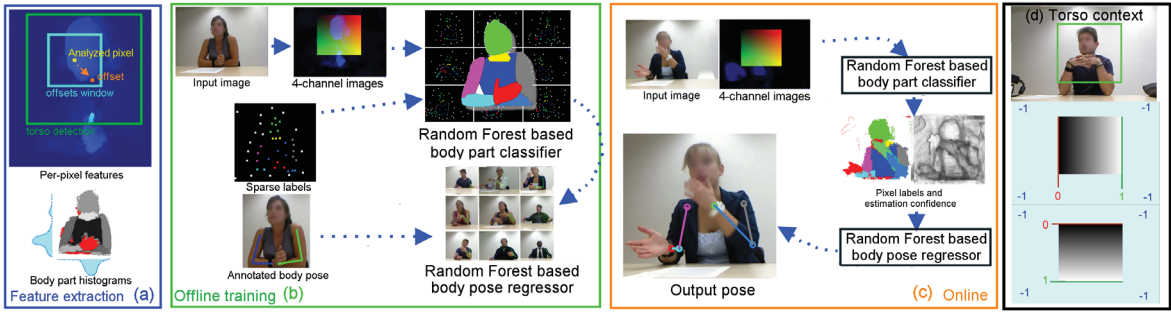 Analyzed pixel
offset
offsets window
torso detection
Per-pixel features
Body part histograms
Feature extraction (a)
Input image
4-channel images
Sparse labels
Annotated body pose
Random Forest based
body part classifier
Random Forest based
body pose regressor
Offline training (b)
Input image
4-channel images
Random Forest based
body part classifier
Pixel labels and
estimation confidence
Random Forest based
body pose regressor
Output pose
(c) Online
(d) Torso context
-1 -1
0 1
-1 -1
-1 -1
0
1
-1 -1